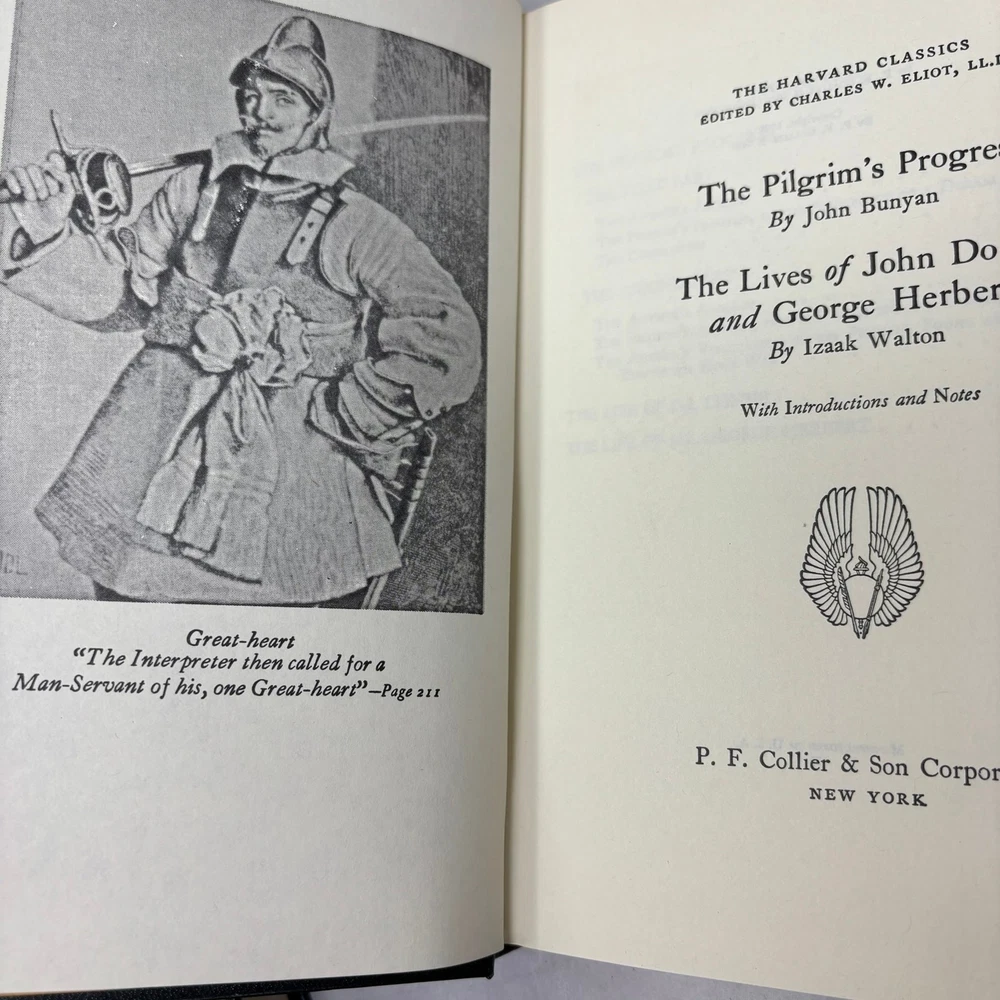 Great-heart
“The Interpreter then called for a
Man-Servant of his, one Great-heart”—Page 211
THE HARVARD CLASSICS
EDITED BY CHARLES W. ELIOT, LL.D
The Pilgrim's Progres
By John Bunyan
The Lives of John Do
and George Herber
By Izaak Walton
With Introductions and Notes
P. F. Collier & Son Corpor
NEW YORK